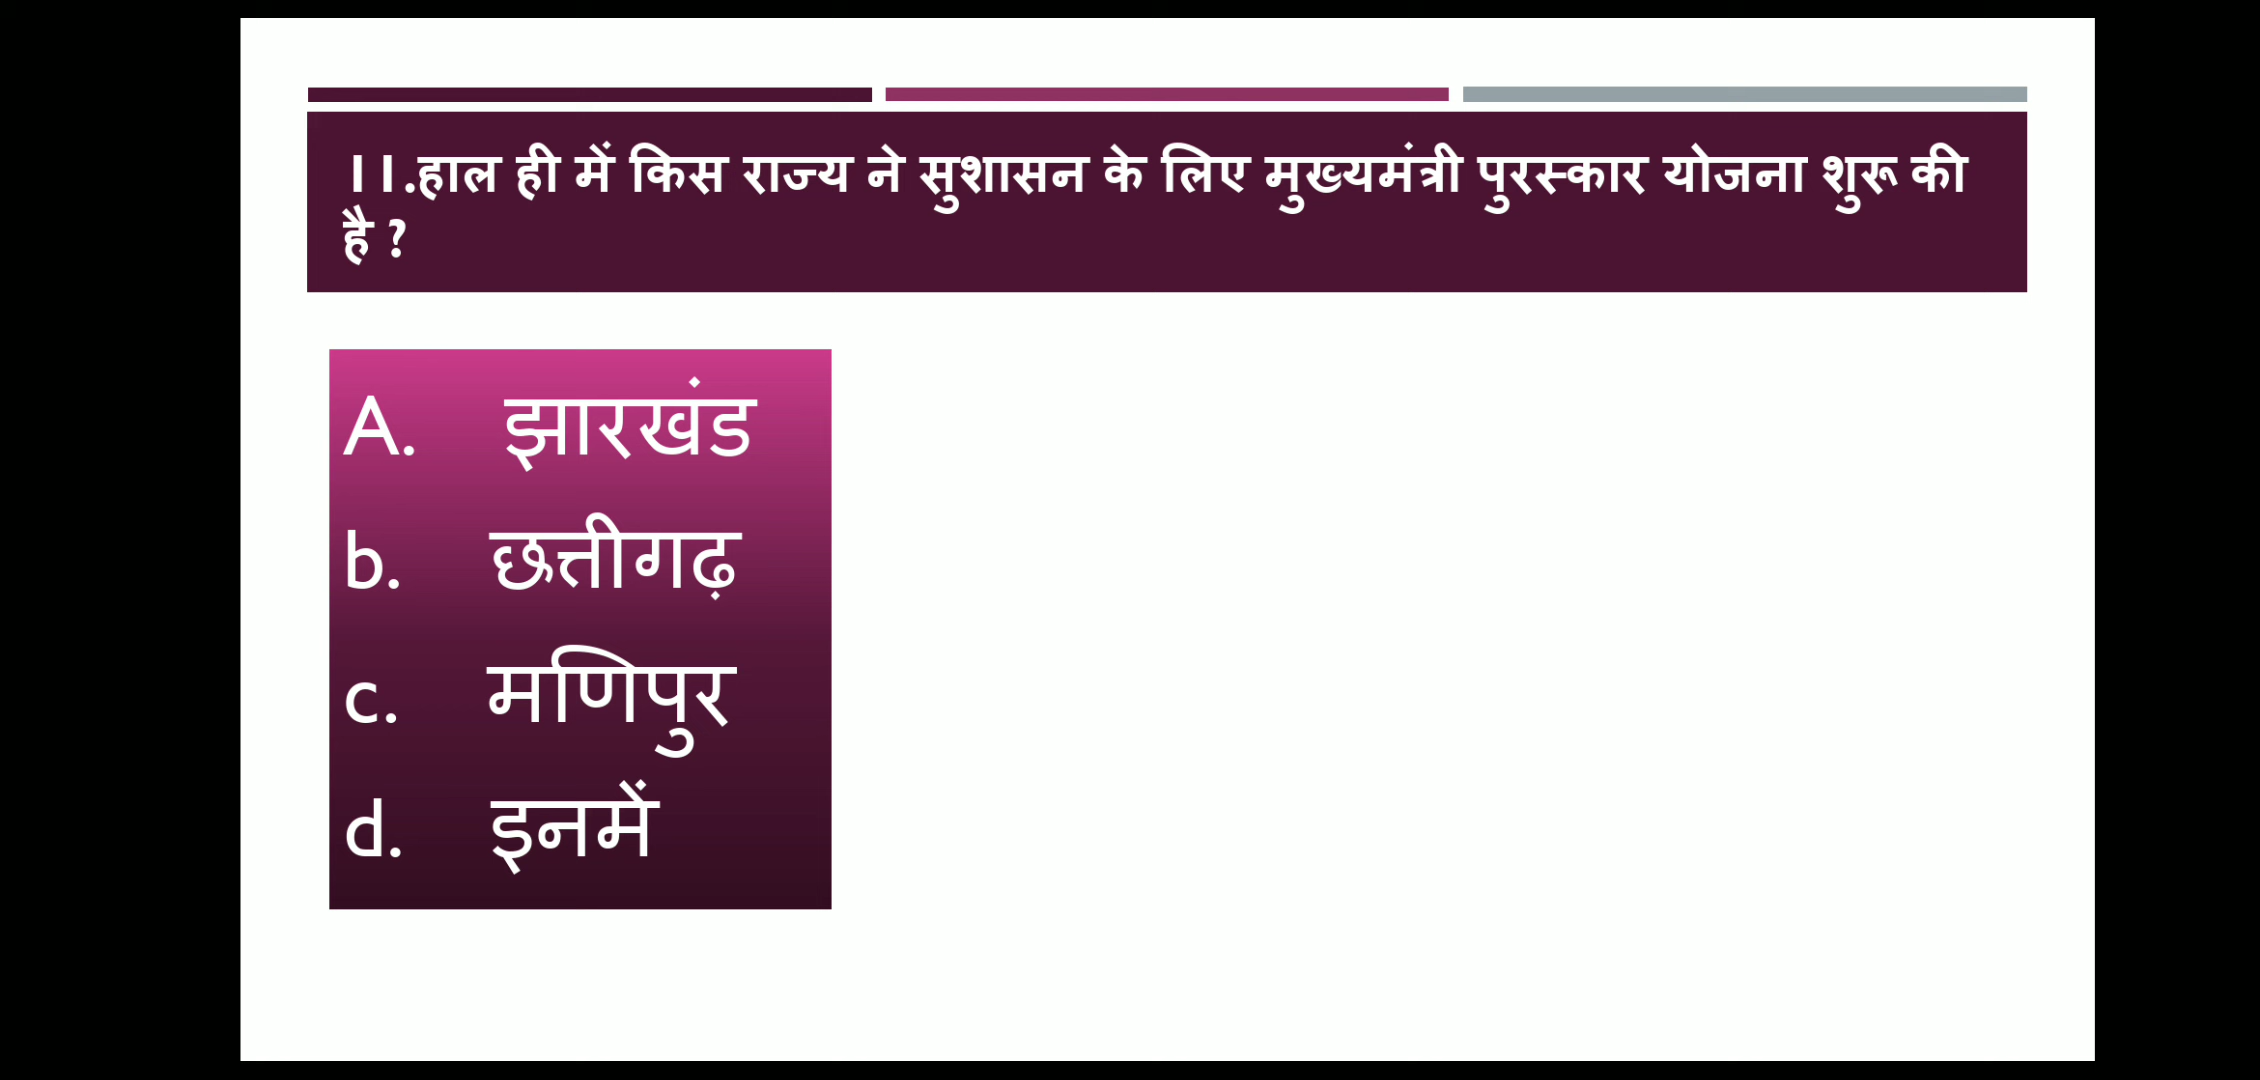 11.हाल ही में किस राज्य ने सुशासन के लिए मुख्यमंत्री पुरस्कार योजना शुरू की
है ?
A. झारखंड
b. छत्तीगढ़
c. मणिपुर
d. इनमें